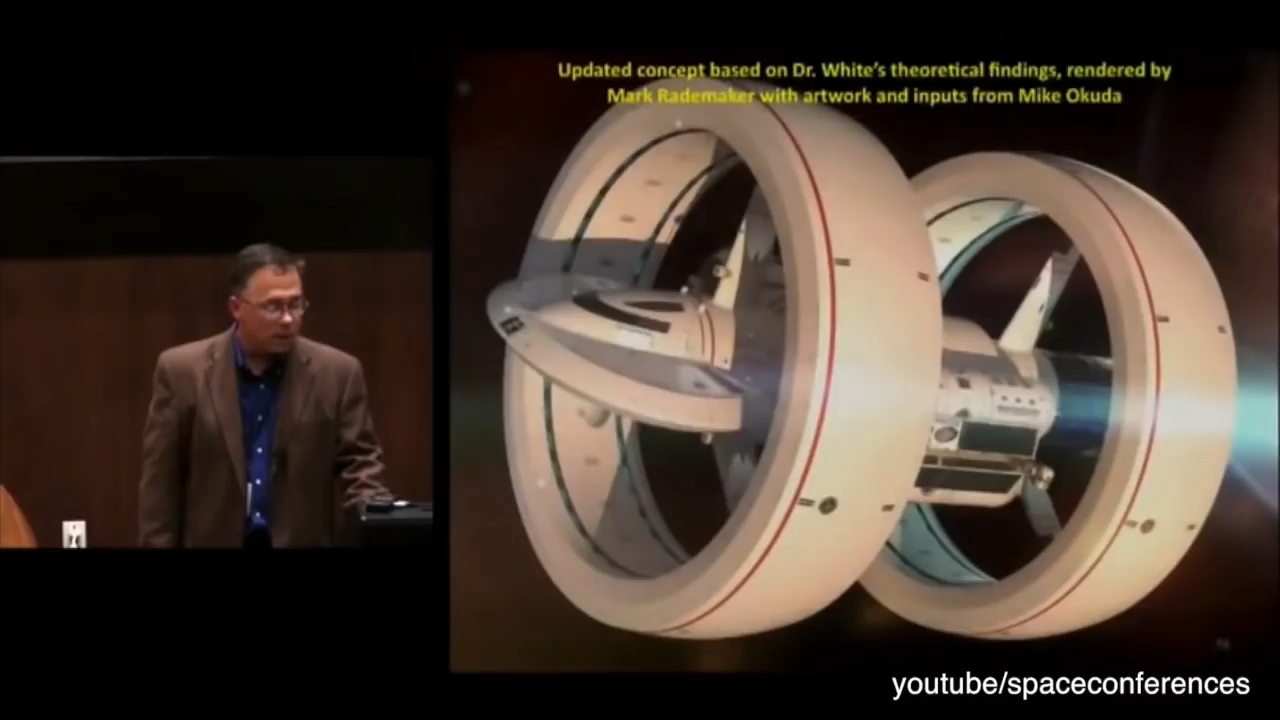 Updated concept based on Dr. White's theoretical findings, rendered by
Mark Rademaker with artwork and inputs from Mike Okuda
youtube/spaceconferences